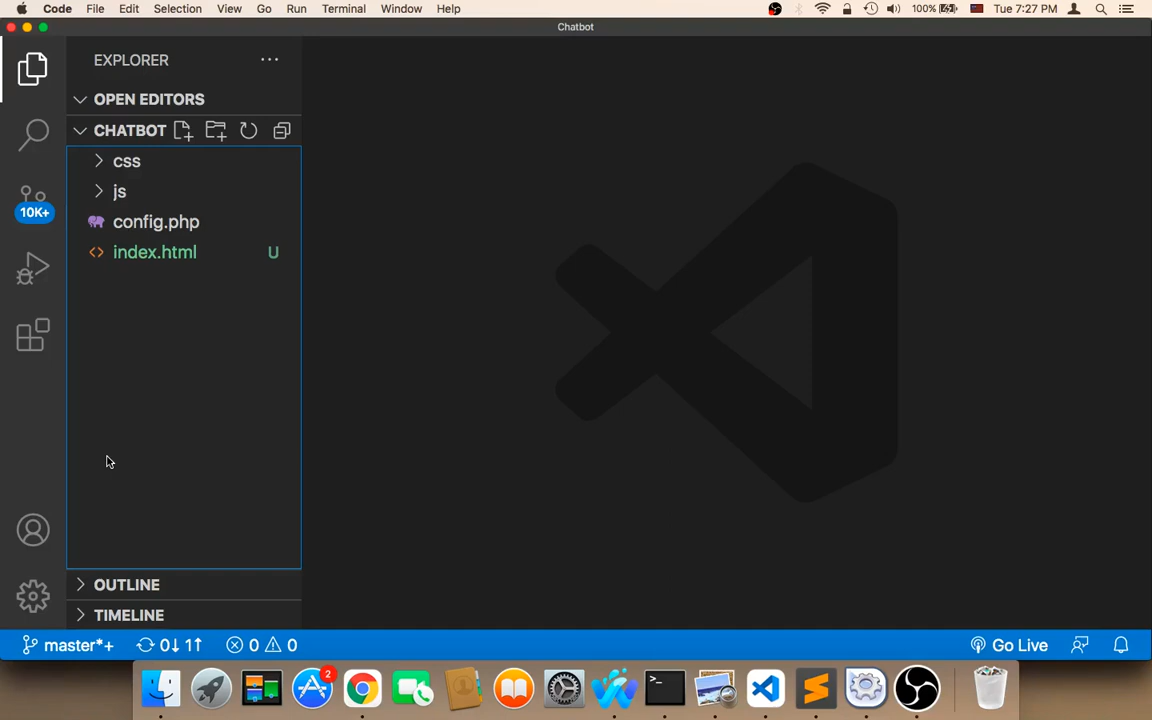 Code File Edit Selection View Go Run Terminal Window Help 100% Tue 7:27 PM
Chatbot
EXPLORER
OPEN EDITORS
CHATBOT
css
js
config.php
index.html U
10K+
OUTLINE
TIMELINE
master*+ 0↓ 1↑ 0 0 Go Live
2
>_